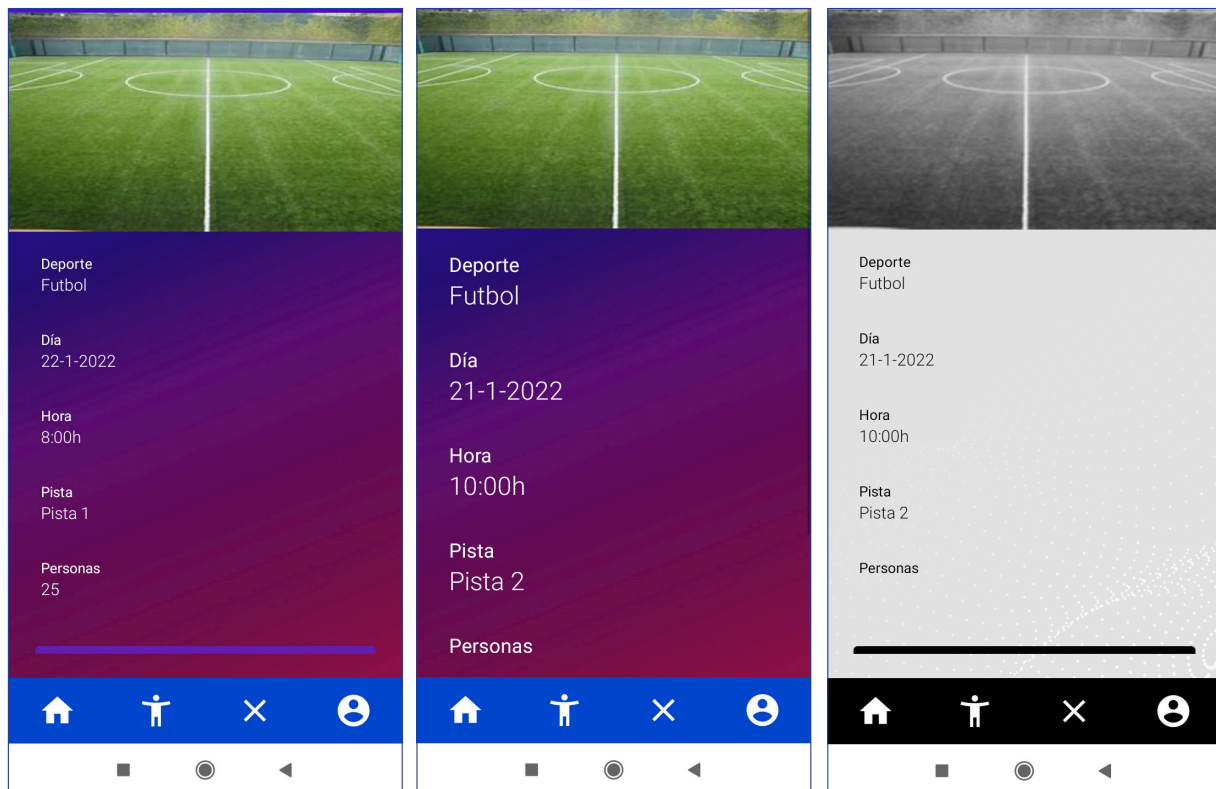 Deporte
Futbol
Día
22-1-2022
Hora
8:00h
Pista
Pista 1
Personas
25
Deporte
Futbol
Día
21-1-2022
Hora
10:00h
Pista
Pista 2
Personas
Deporte
Futbol
Día
21-1-2022
Hora
10:00h
Pista
Pista 2
Personas